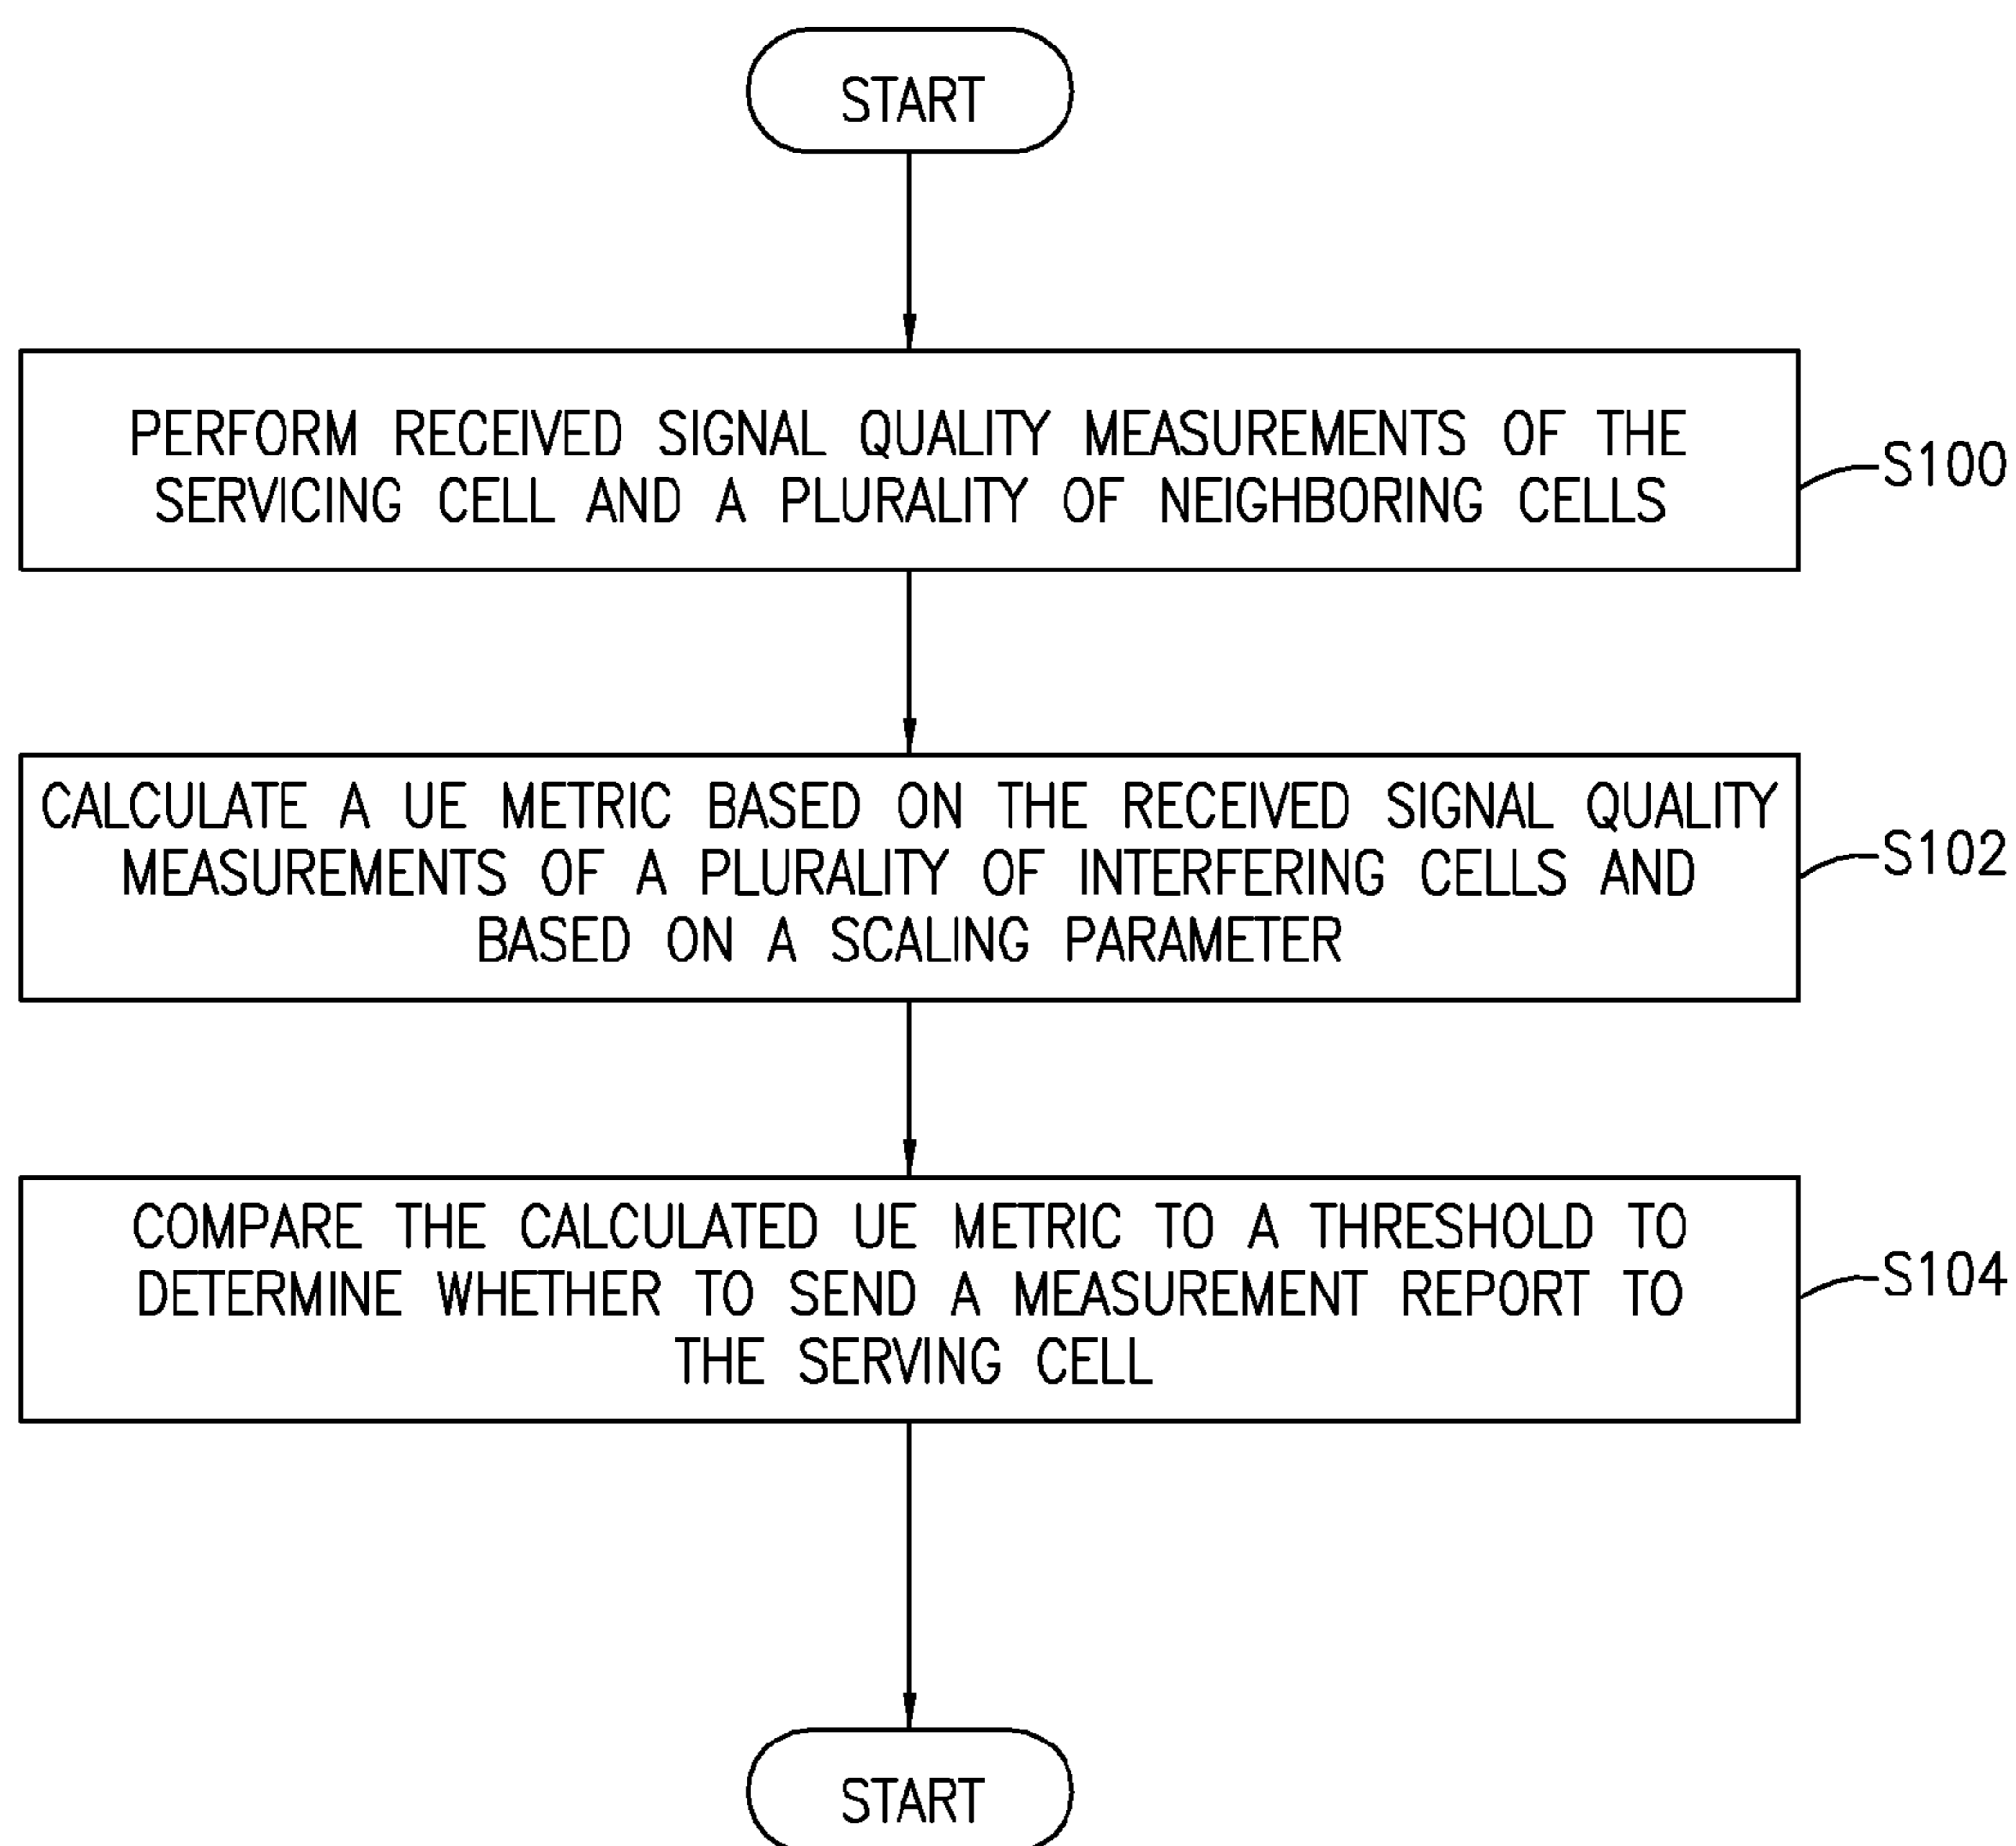 START
PERFORM RECEIVED SIGNAL QUALITY MEASUREMENTS OF THE
SERVICING CELL AND A PLURALITY OF NEIGHBORING CELLS
S100
CALCULATE A UE METRIC BASED ON THE RECEIVED SIGNAL QUALITY
MEASUREMENTS OF A PLURALITY OF INTERFERING CELLS AND
BASED ON A SCALING PARAMETER
S102
COMPARE THE CALCULATED UE METRIC TO A THRESHOLD TO
DETERMINE WHETHER TO SEND A MEASUREMENT REPORT TO
THE SERVING CELL
S104
START